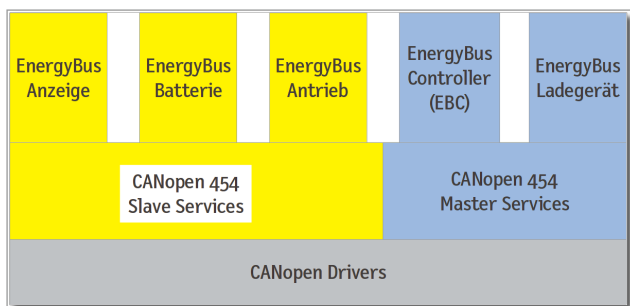 EnergyBus
Anzeige
EnergyBus
Batterie
EnergyBus
Antrieb
EnergyBus
Controller
(EBC)
EnergyBus
Ladegerät
CANopen 454
Slave Services
CANopen 454
Master Services
CANopen Drivers